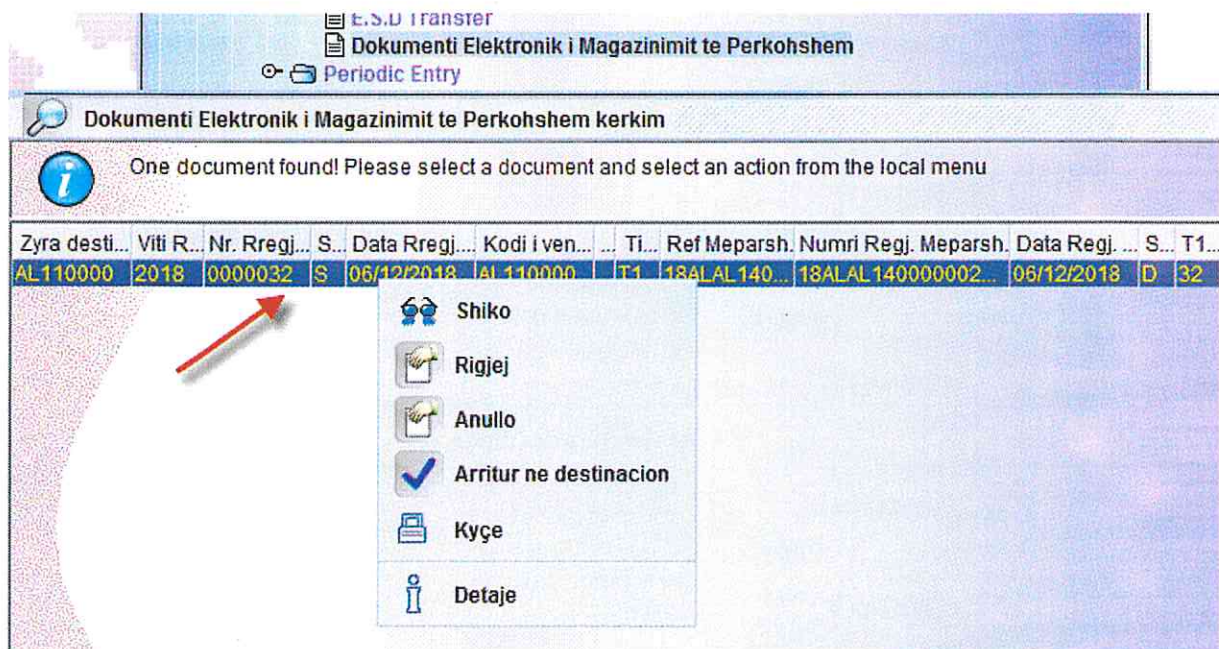 E.S.D Transfer
Dokumenti Elektronik i Magazinimit te Perkohshem
Periodic Entry
Dokumenti Elektronik i Magazinimit te Perkohshem kerkim
One document found! Please select a document and select an action from the local menu
Zyra desti... Viti R... Nr. Rregj... S... Data Rregj... Kodi i ven... ... Ti... Ref Meparsh. Numri Regj. Meparsh. Data Regj. ... S... T1...
AL110000 2018 0000032 S 06/12/2018 AL110000 T1 18ALAL140... 18ALAL140000002... 06/12/2018 D 32
Shiko
Rigjej
Anullo
Arritur ne destinacion
Kyçe
Detaje